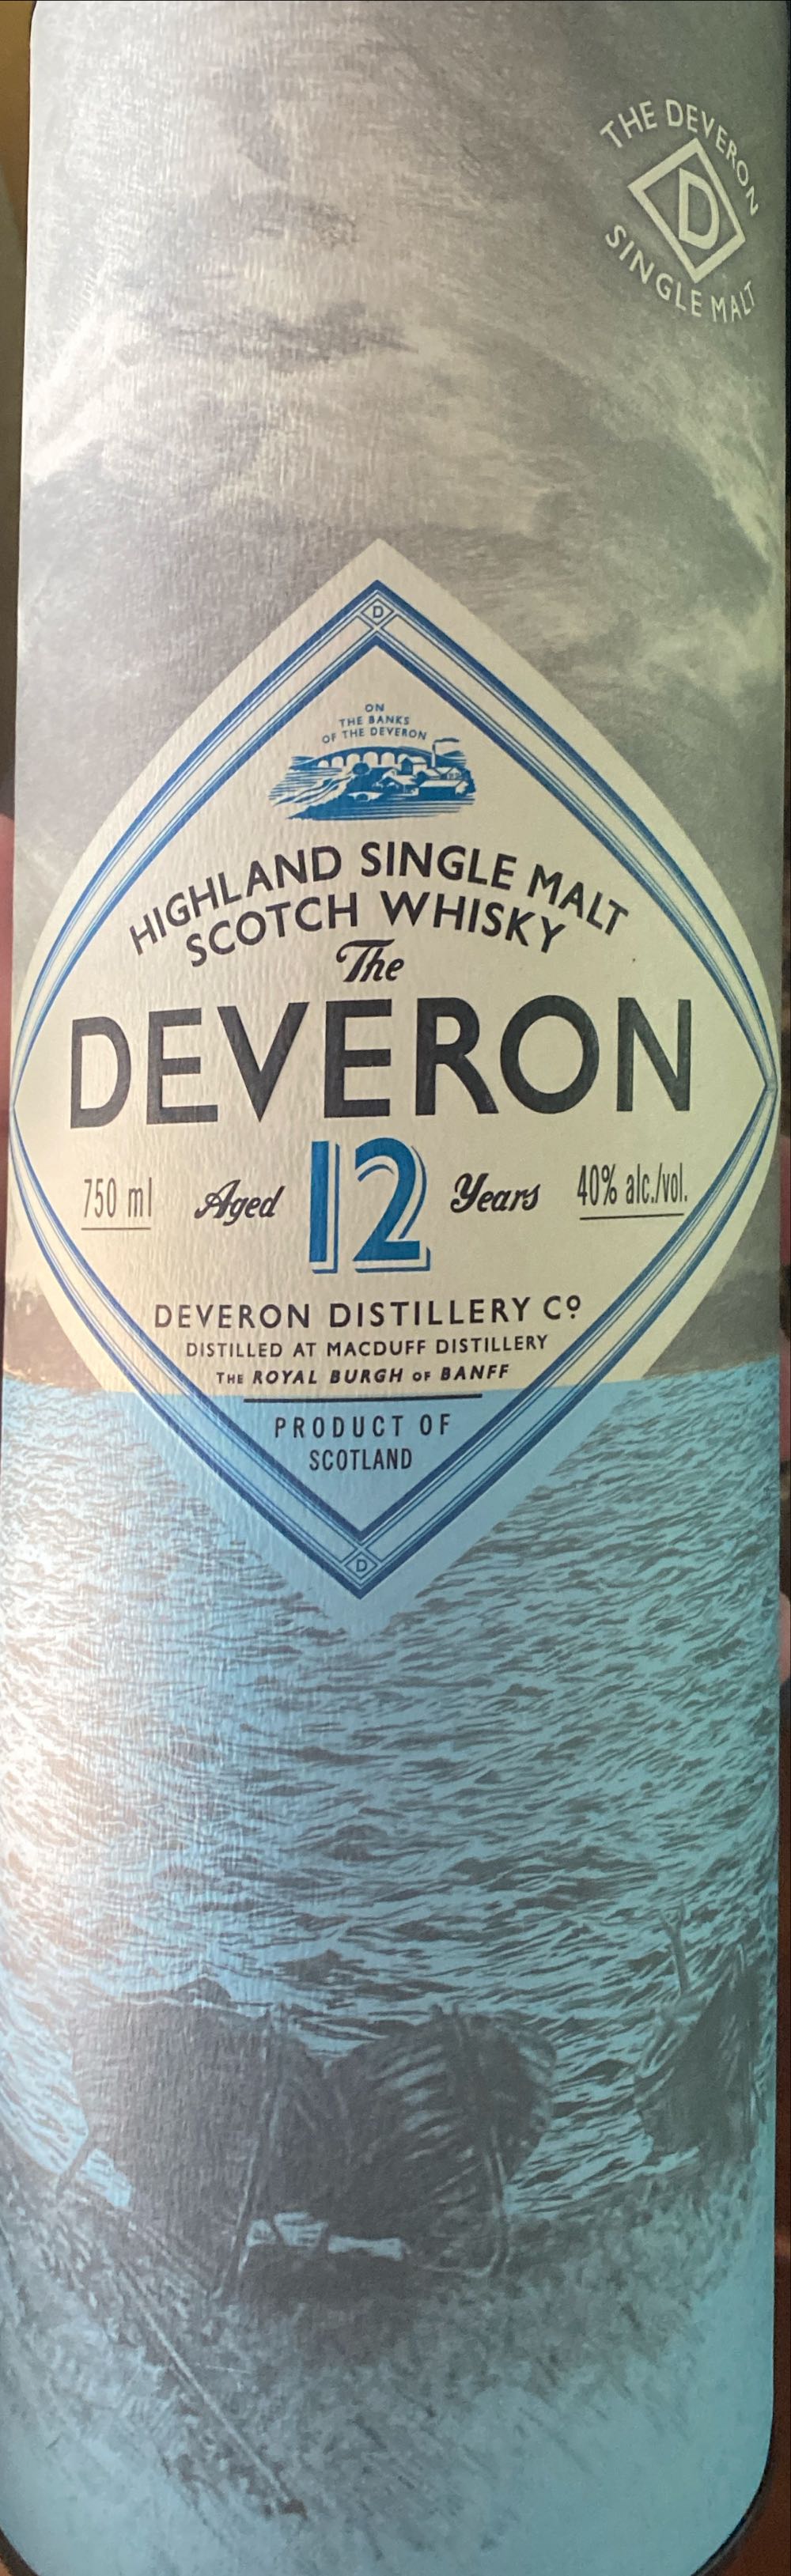 THE DEVERON
D
SINGLE MALT
D
ON
THE BANKS
OF THE DEVERON
HIGHLAND SINGLE MALT
SCOTCH WHISKY
The
DEVERON
750 ml Aged 12 Years 40% alc./vol.
DEVERON DISTILLERY Cº
DISTILLED AT MACDUFF DISTILLERY
THE ROYAL BURGH OF BANFF
PRODUCT OF
SCOTLAND
D